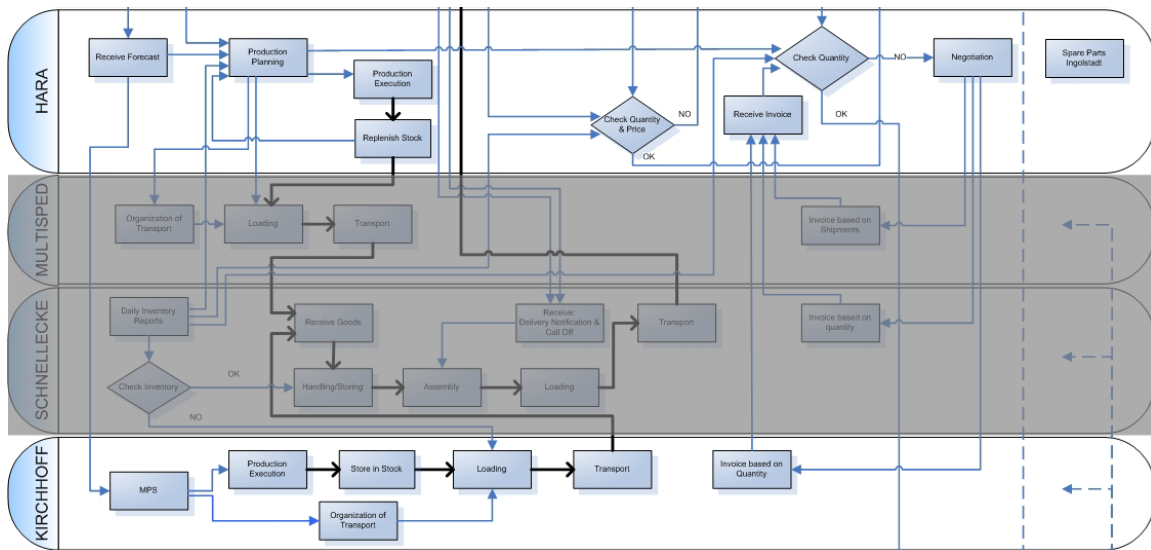 HARA
Receive Forecast
Production
Planning
Production
Execution
Replenish Stock
Check Quantity
& Price
NO
OK
Check Quantity
NO
OK
Receive Invoice
Negotiation
Spare Parts
Ingolstadt
MULTISPED
Organization of
Transport
Loading
Transport
Invoice based on
Shipments
SCHNELLECKE
Daily Inventory
Reports
Check Inventory
OK
NO
Receive Goods
Handling/Storing
Assembly
Receive:
Delivery Notification &
Call Off
Loading
Transport
Invoice based on
quantity
KIRCHHOFF
MPS
Production
Execution
Store in Stock
Loading
Transport
Organization of
Transport
Invoice based on
Quantity